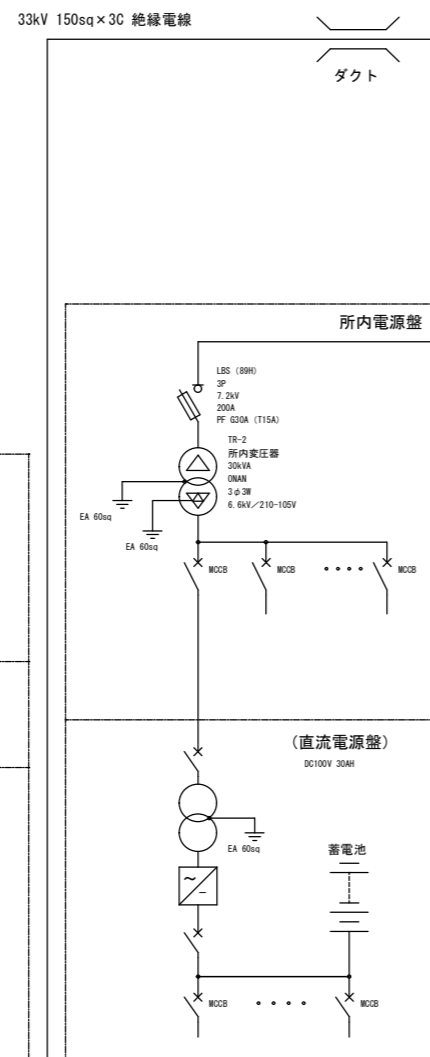 33kV 150sq×3C 絶縁電線
ダクト
所内電源盤
LBS (89H)
3P
7.2kV
200A
PF G30A (T15A)
TR-2
所内変圧器
30kVA
ONAN
3φ3W
6.6kV/210-105V
EA 60sq
EA 60sq
MCCB
MCCB
MCCB
(直流電源盤)
DC100V 30AH
EA 60sq
蓄電池
MCCB
MCCB